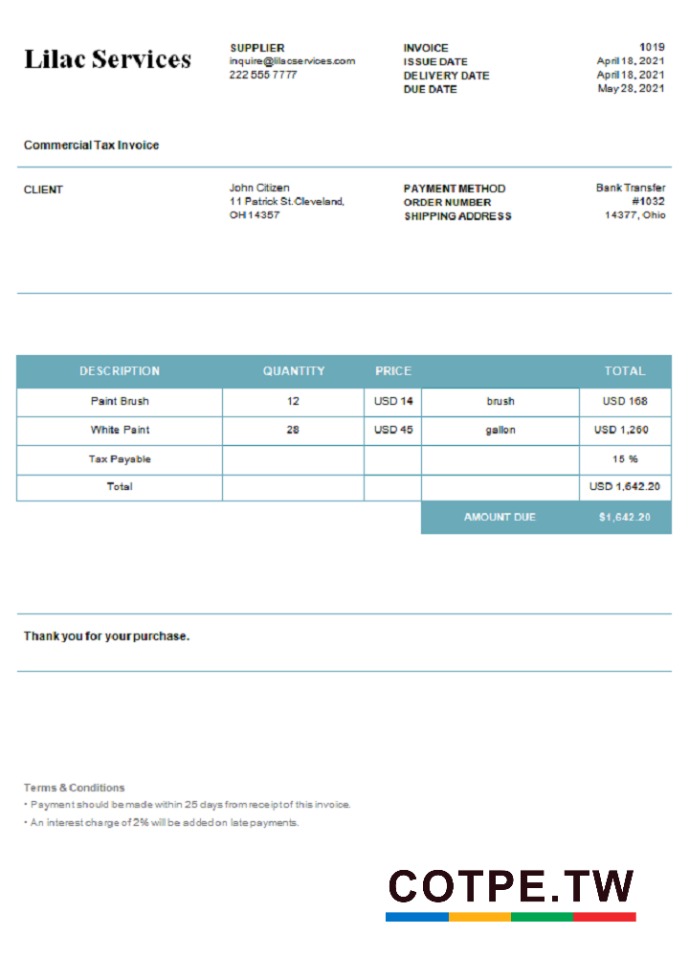 Lilac Services
SUPPLIER
inquire@lilacservices.com
222 555 7777
INVOICE 1019
ISSUE DATE April 18, 2021
DELIVERY DATE April 18, 2021
DUE DATE May 28, 2021
Commercial Tax Invoice
CLIENT
John Citizen
11 Patrick St.Cleveland,
OH 14357
PAYMENT METHOD Bank Transfer
ORDER NUMBER #1032
SHIPPING ADDRESS 14377, Ohio
DESCRIPTION QUANTITY PRICE TOTAL
Paint Brush 12 USD 14 brush USD 168
White Paint 28 USD 45 gallon USD 1,260
Tax Payable 15 %
Total USD 1,642.20
AMOUNT DUE $1,642.20
Thank you for your purchase.
Terms & Conditions
• Payment should be made within 25 days from receipt of this invoice.
• An interest charge of 2% will be added on late payments.
COTPE.TW